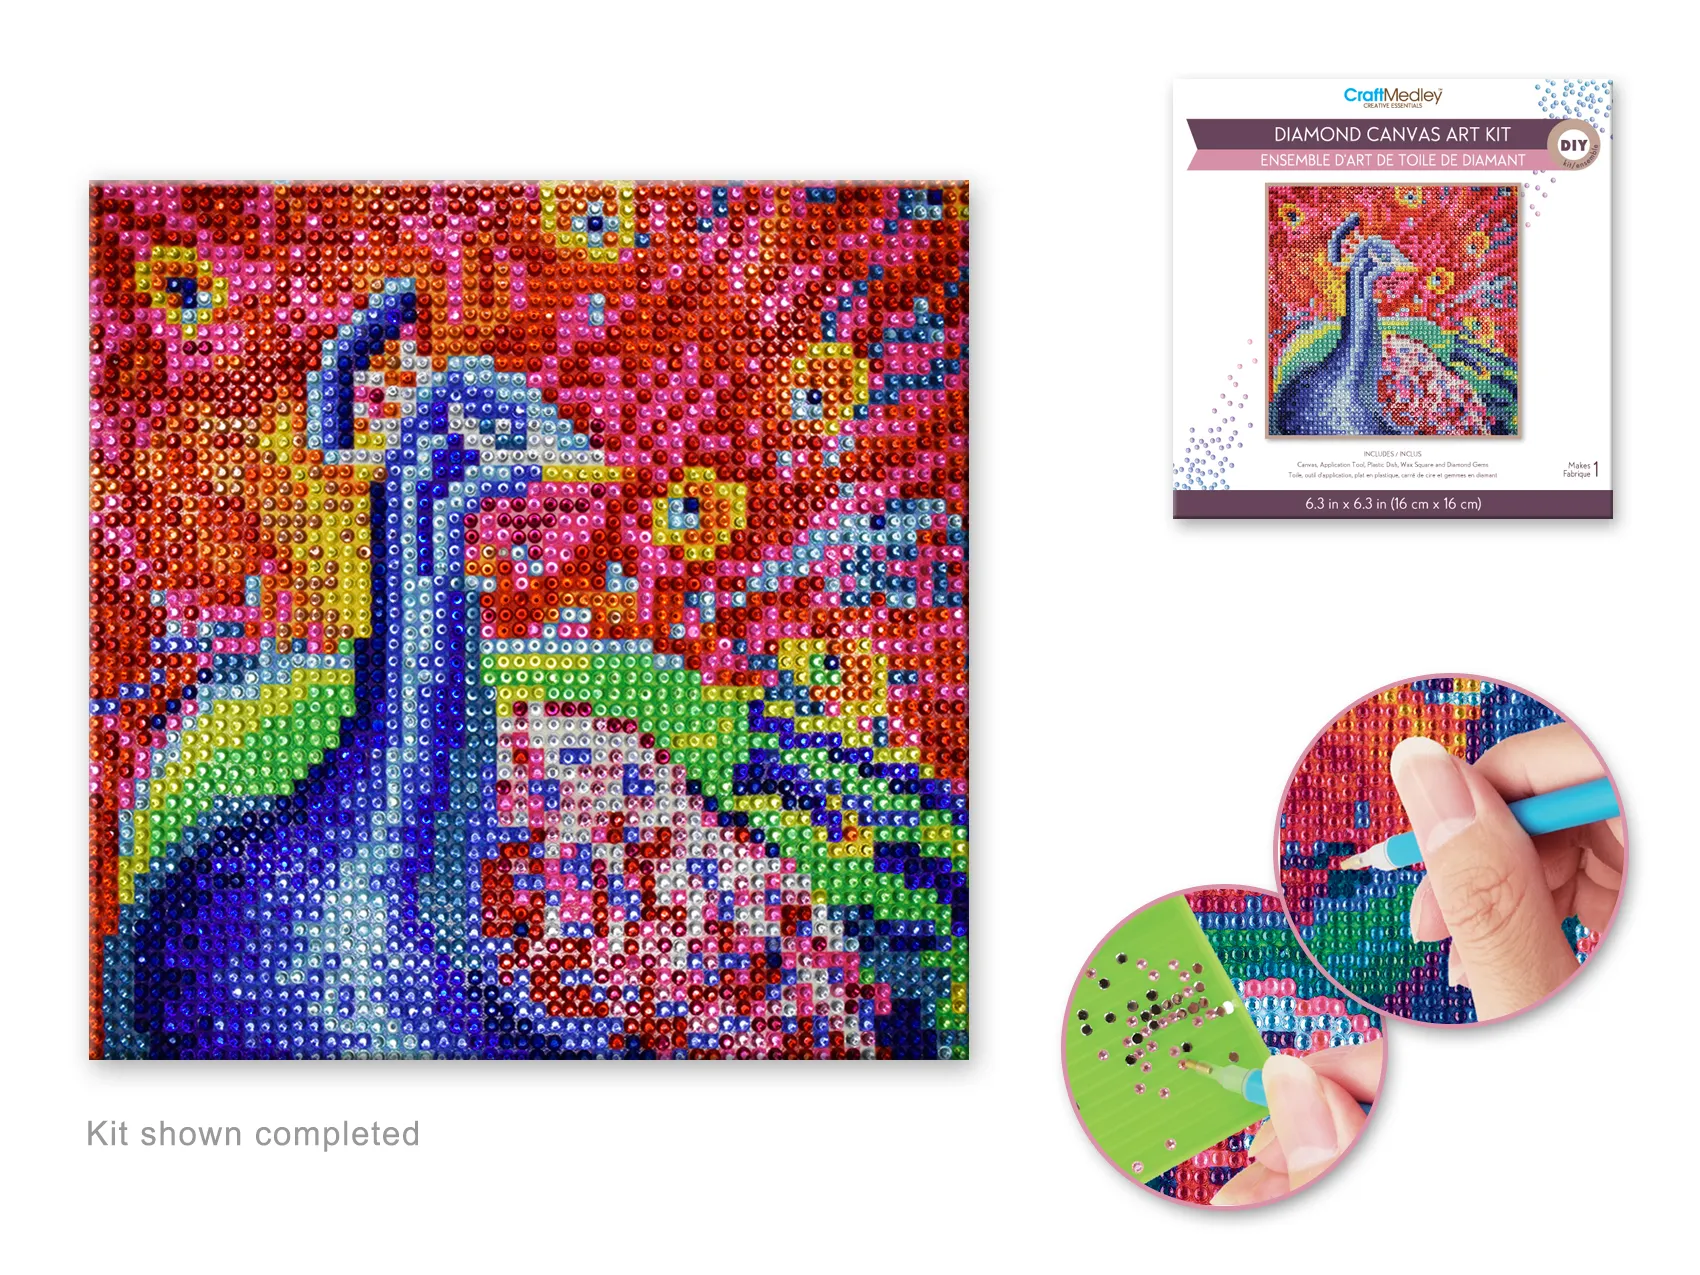 CraftMedley
CREATIVE ESSENTIALS
DIAMOND CANVAS ART KIT
ENSEMBLE D'ART DE TOILE DE DIAMANT
DIY
kit/ensemble
INCLUDES / INCLUS
Canvas, Application Tool, Plastic Dish, Wax Square and Diamond Gems
Toile, outil d'application, plat en plastique, carré de cire et gemmes en diamant
Makes
Fabrique 1
6.3 in x 6.3 in (16 cm x 16 cm)
Kit shown completed